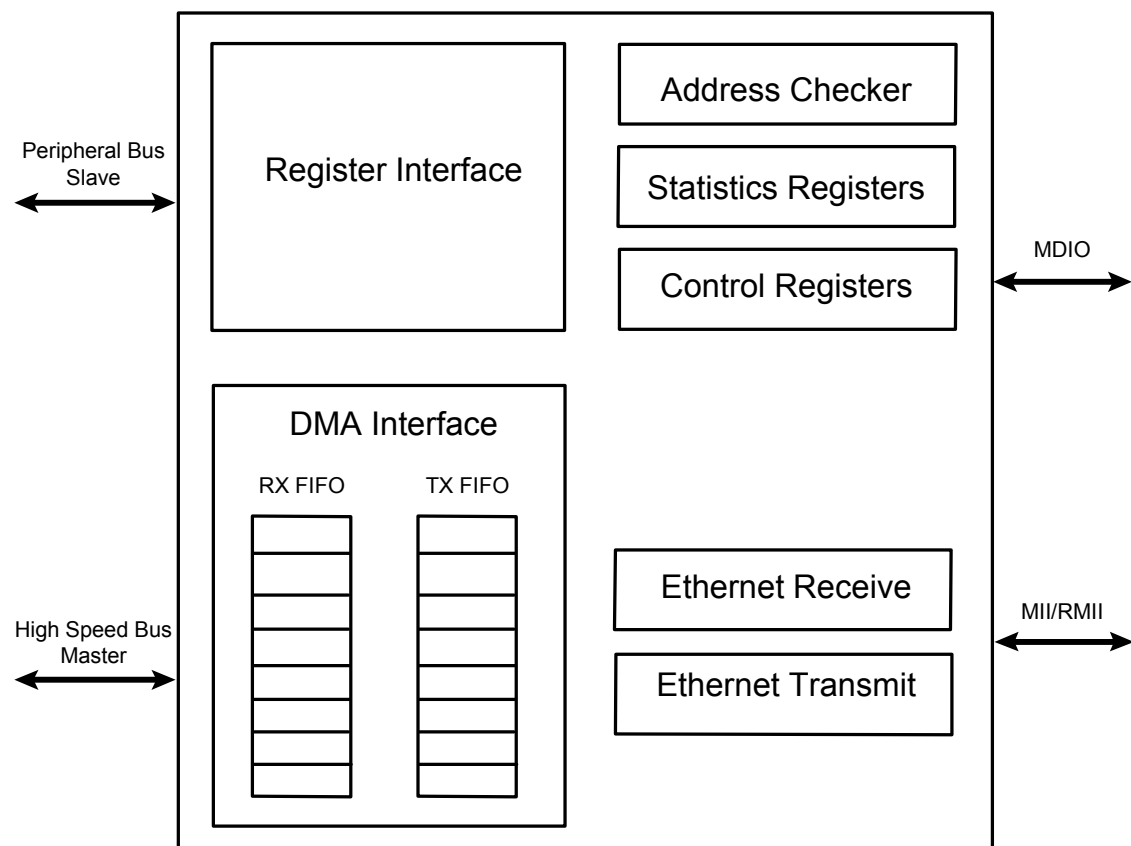 Register Interface
Address Checker
Statistics Registers
Control Registers
Peripheral Bus
Slave
MDIO
DMA Interface
RX FIFO
TX FIFO
Ethernet Receive
Ethernet Transmit
High Speed Bus
Master
MII/RMII